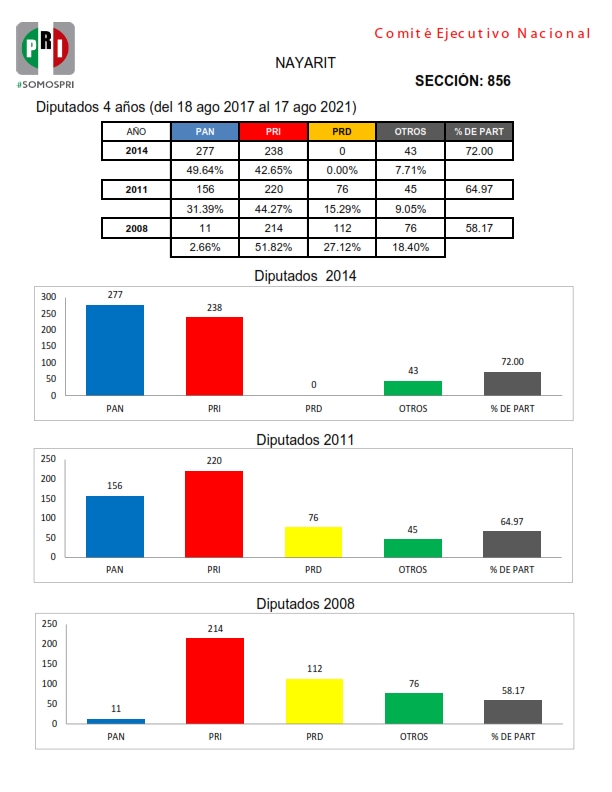 PRI
#SOMOSPRI
Comité Ejecutivo Nacional
NAYARIT
SECCIÓN: 856
Diputados 4 años (del 18 ago 2017 al 17 ago 2021)
AÑO PAN PRI PRD OTROS % DE PART
2014 277 238 0 43 72.00
49.64% 42.65% 0.00% 7.71%
2011 156 220 76 45 64.97
31.39% 44.27% 15.29% 9.05%
2008 11 214 112 76 58.17
2.66% 51.82% 27.12% 18.40%
Diputados 2014
300
250
200
150
100
50
0
277 238 0 43 72.00
PAN PRI PRD OTROS % DE PART
Diputados 2011
250
200
150
100
50
0
156 220 76 45 64.97
PAN PRI PRD OTROS % DE PART
Diputados 2008
250
200
150
100
50
0
11 214 112 76 58.17
PAN PRI PRD OTROS % DE PART